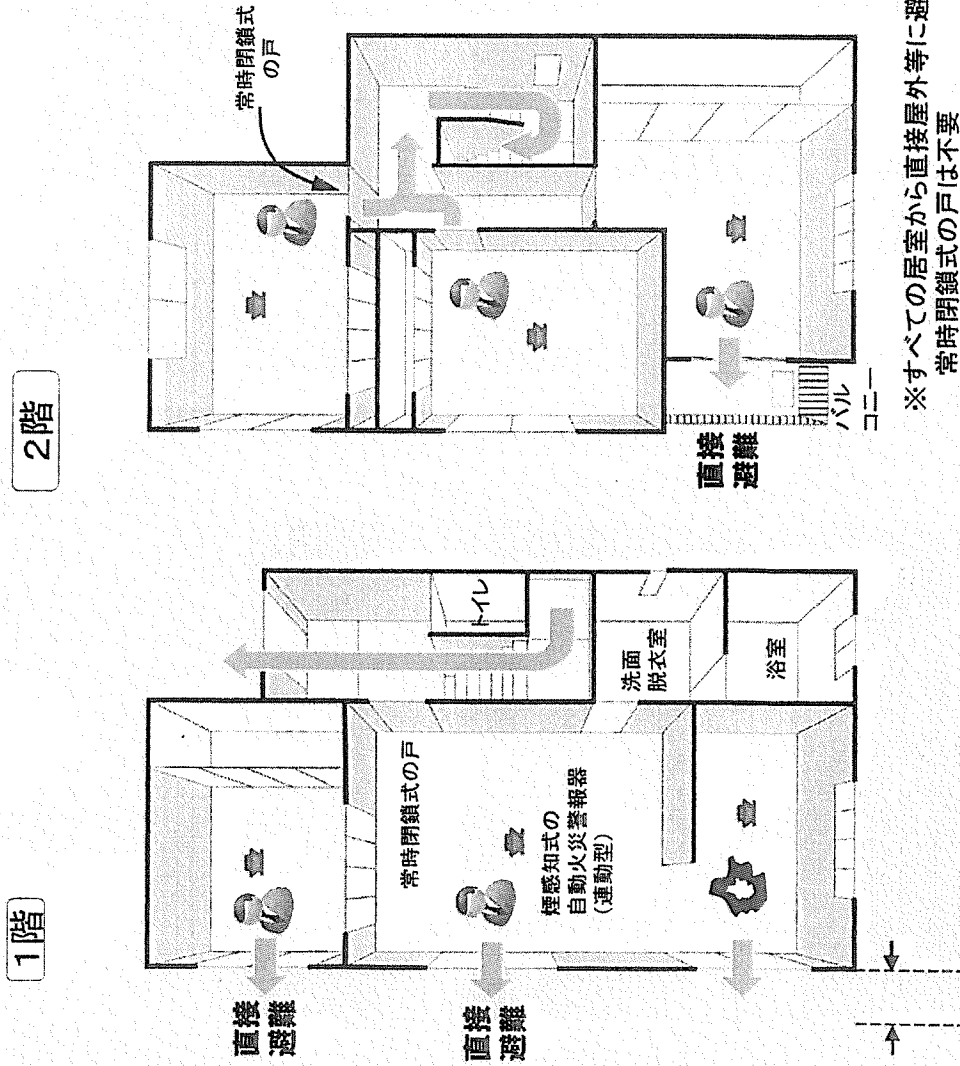 1階
直接
避難
直接
避難
常時閉鎖式の戸
煙感知式の
自動火災警報器
(連動型)
トイレ
洗面
脱衣室
浴室
2階
常時閉鎖式
の戸
直接
避難
バル
コニー
※すべての居室から直接屋外等に避
常時閉鎖式の戸は不要